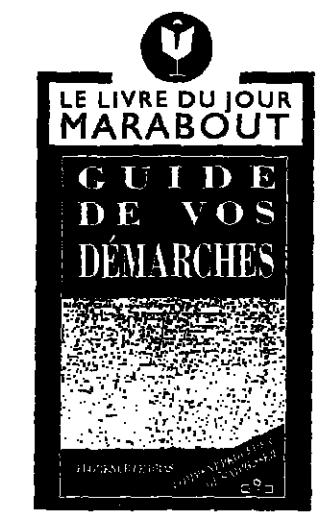 LE LIVRE DU JOUR
MARABOUT
GUIDE
DE VOS
DÉMARCHES